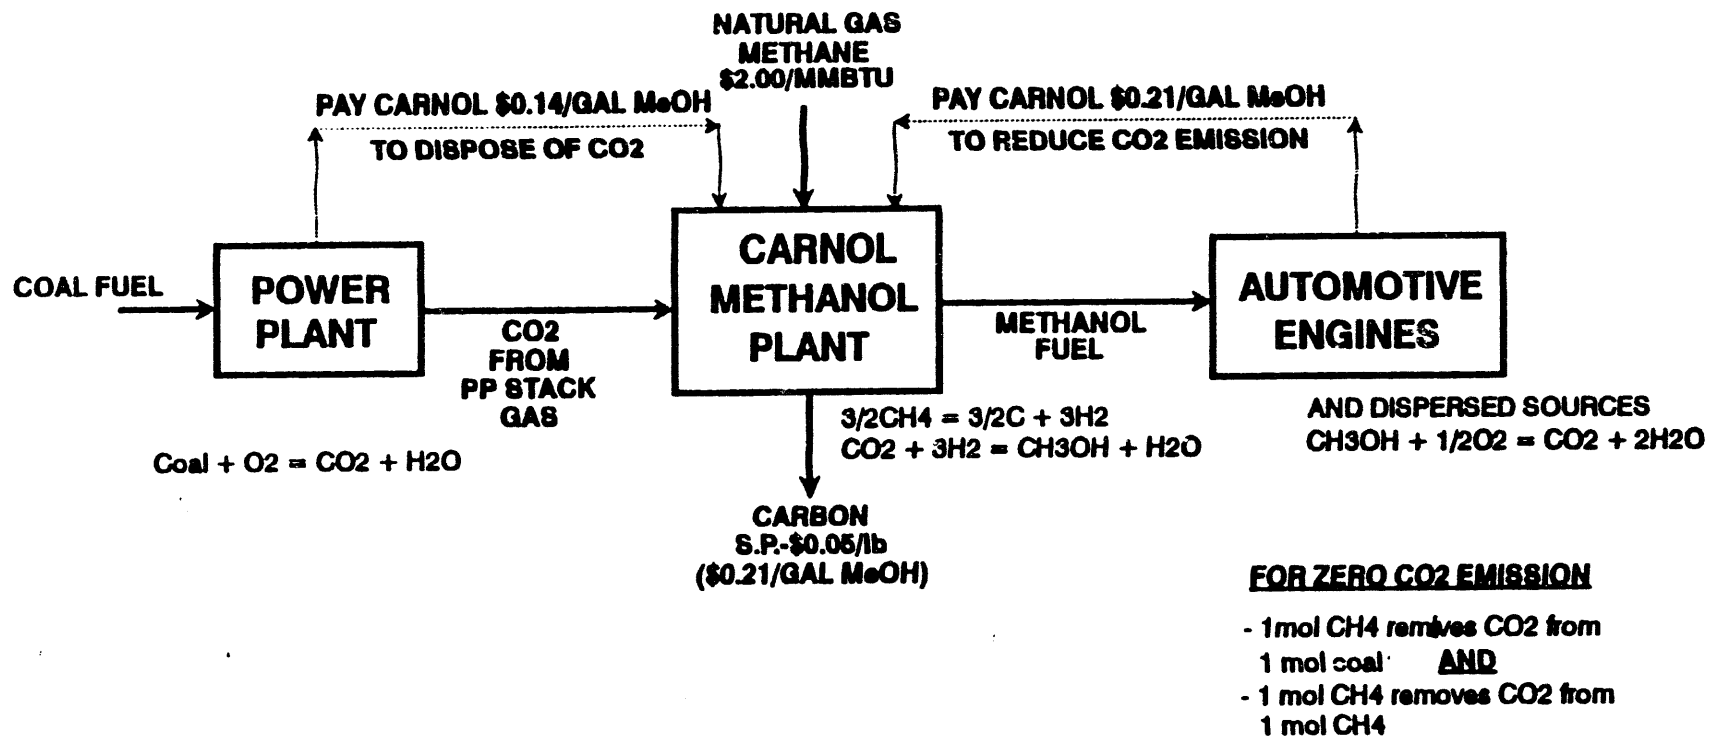 NATURAL GAS
METHANE
$2.00/MMBTU
PAY CARNOL $0.14/GAL MeOH
TO DISPOSE OF CO2
PAY CARNOL $0.21/GAL MeOH
TO REDUCE CO2 EMISSION
COAL FUEL
POWER
PLANT
CO2
FROM
PP STACK
GAS
CARNOL
METHANOL
PLANT
METHANOL
FUEL
AUTOMOTIVE
ENGINES
Coal + O2 = CO2 + H2O
3/2CH4 = 3/2C + 3H2
CO2 + 3H2 = CH3OH + H2O
AND DISPERSED SOURCES
CH3OH + 1/2O2 = CO2 + 2H2O
CARBON
S.P.-$0.05/lb
($0.21/GAL MeOH)
FOR ZERO CO2 EMISSION
- 1mol CH4 removes CO2 from
1 mol coal AND
- 1 mol CH4 removes CO2 from
1 mol CH4